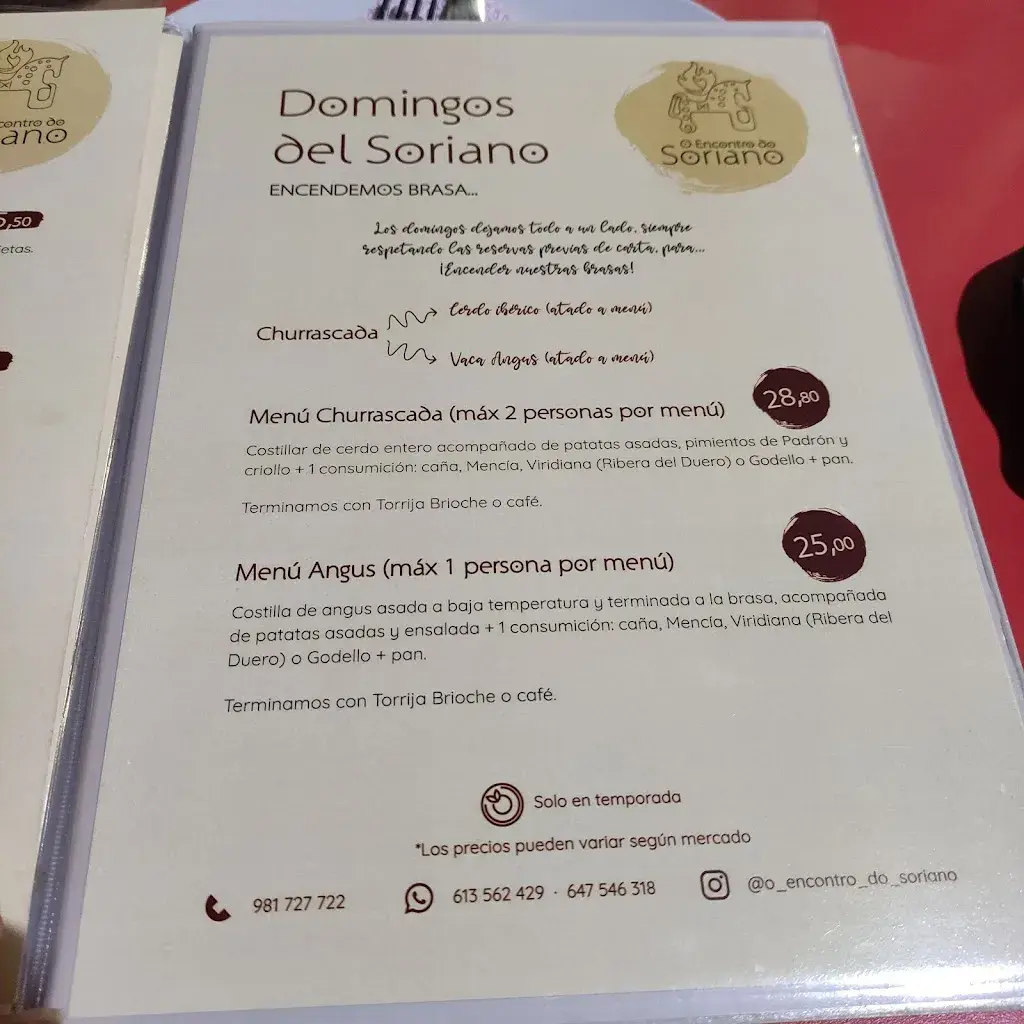 contro do
ano
5,50
etas.
Domingos
del Soriano
O Encontro do
Soriano
ENCENDEMOS BRASA...
Los domingos dejamos todo a un lado, siempre
respetando las reservas previas de carta, para...
¡Encender nuestras brasas!
Churrascada
Cerdo ibérico (atado a menú)
Vaca Angus (atado a menú)
Menú Churrascada (máx 2 personas por menú)
28,80
Costillar de cerdo entero acompañado de patatas asadas, pimientos de Padrón y
criollo + 1 consumición: caña, Mencía, Viridiana (Ribera del Duero) o Godello + pan.
Terminamos con Torrija Brioche o café.
Menú Angus (máx 1 persona por menú)
25,00
Costilla de angus asada a baja temperatura y terminada a la brasa, acompañada
de patatas asadas y ensalada + 1 consumición: caña, Mencía, Viridiana (Ribera del
Duero) o Godello + pan.
Terminamos con Torrija Brioche o café.
Solo en temporada
*Los precios pueden variar según mercado
981 727 722
613 562 429 · 647 546 318
@o_encontro_do_soriano